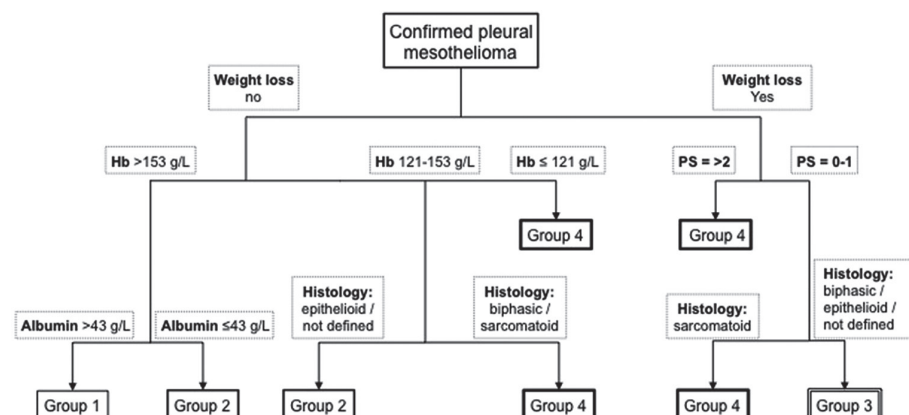 Confirmed pleural
mesothelioma
Weight loss
no
Weight loss
Yes
Hb >153 g/L
Hb 121-153 g/L
Hb ≤ 121 g/L
PS = >2
PS = 0-1
Group 4
Group 4
Albumin >43 g/L
Albumin ≤43 g/L
Histology:
epithelioid /
not defined
Histology:
biphasic /
sarcomatoid
Histology:
sarcomatoid
Histology:
biphasic /
epithelioid /
not defined
Group 1
Group 2
Group 2
Group 4
Group 4
Group 3